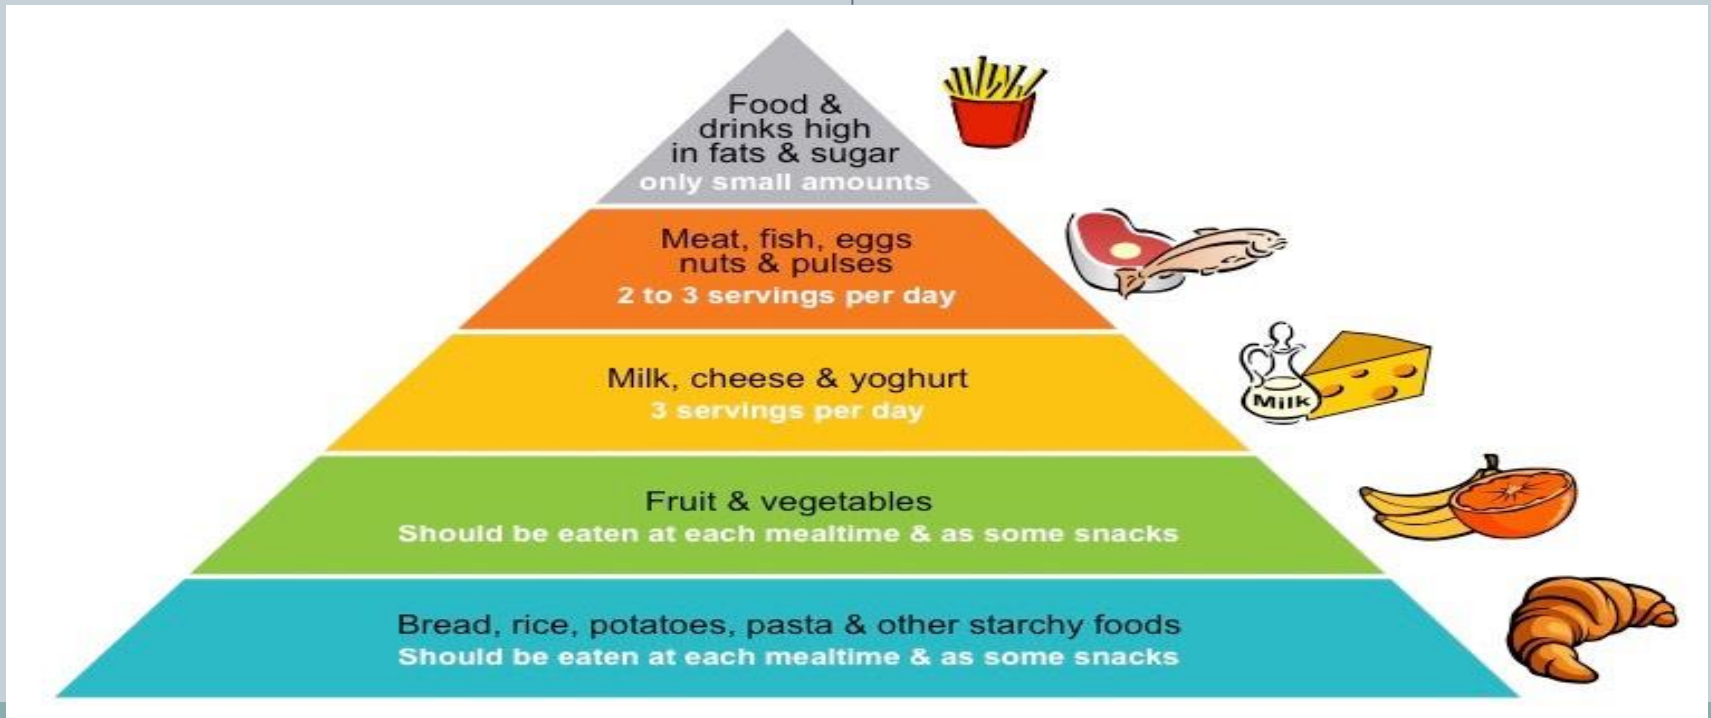 Food &
drinks high
in fats & sugar
only small amounts
Meat, fish, eggs
nuts & pulses
2 to 3 servings per day
Milk, cheese & yoghurt
3 servings per day
Milk
Fruit & vegetables
Should be eaten at each mealtime & as some snacks
Bread, rice, potatoes, pasta & other starchy foods
Should be eaten at each mealtime & as some snacks